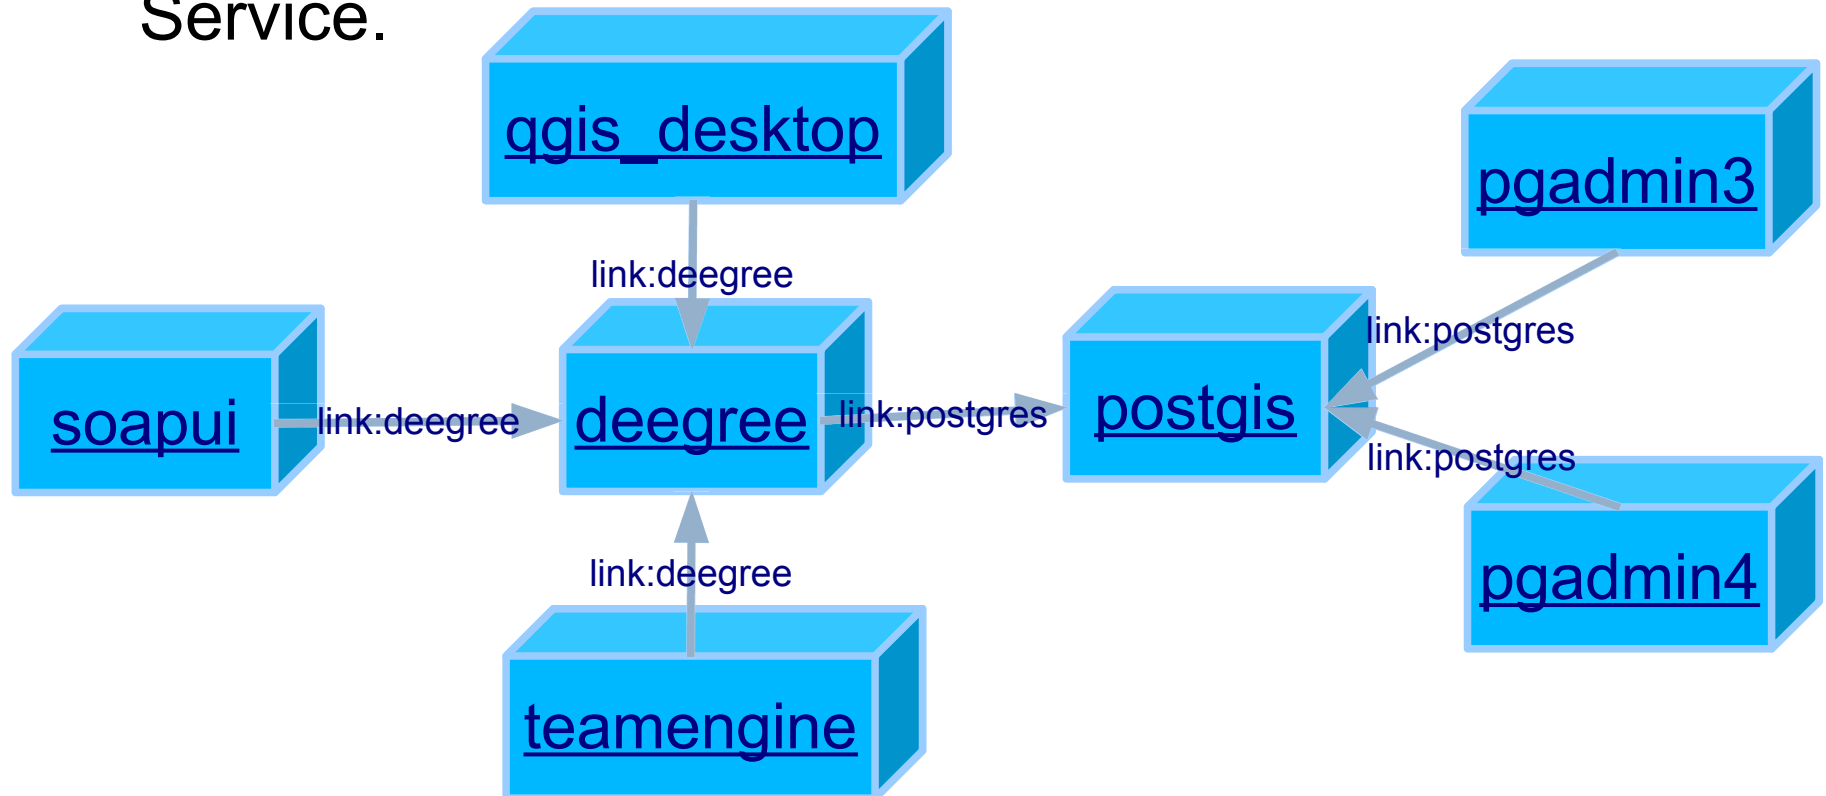 Service.
qgis_desktop
pgadmin3
link:deegree
link:postgres
soapui
link:deegree
deegree
link:postgres
postgis
link:postgres
link:deegree
pgadmin4
teamengine